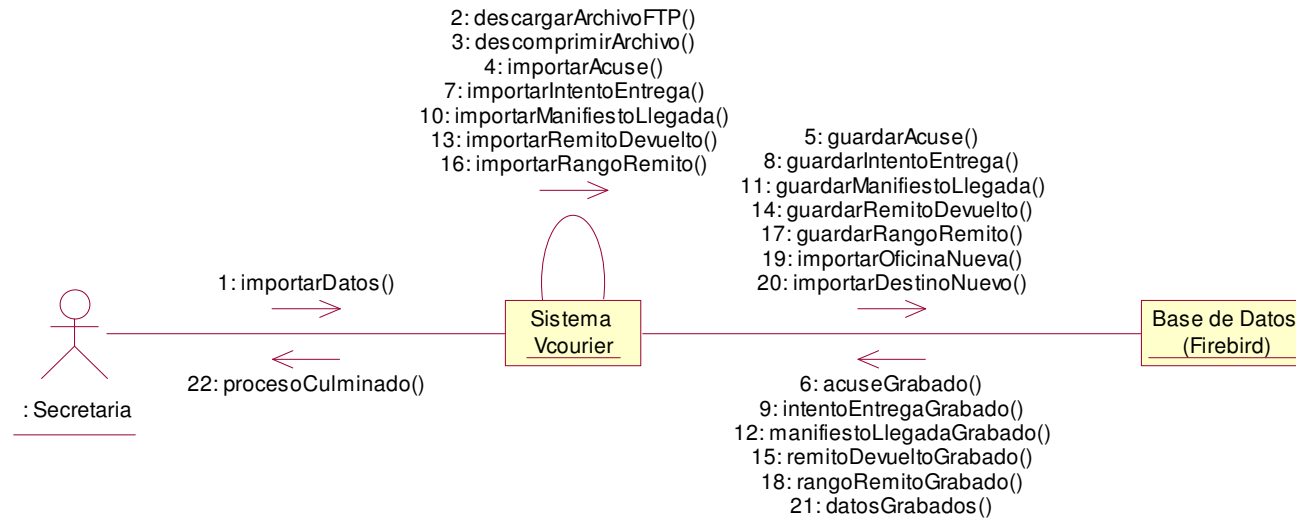 2: descargarArchivoFTP()
3: descomprimirArchivo()
4: importarAcuse()
7: importarIntentoEntrega()
10: importarManifiestoLlegada()
13: importarRemitoDevuelto()
16: importarRangoRemito()
5: guardarAcuse()
8: guardarIntentoEntrega()
11: guardarManifiestoLlegada()
14: guardarRemitoDevuelto()
17: guardarRangoRemito()
19: importarOficinaNueva()
20: importarDestinoNuevo()
1: importarDatos()
Sistema
Vcourier
Base de Datos
(Firebird)
22: procesoCulminado()
: Secretaria
6: acuseGrabado()
9: intentoEntregaGrabado()
12: manifiestoLlegadaGrabado()
15: remitoDevueltoGrabado()
18: rangoRemitoGrabado()
21: datosGrabados()